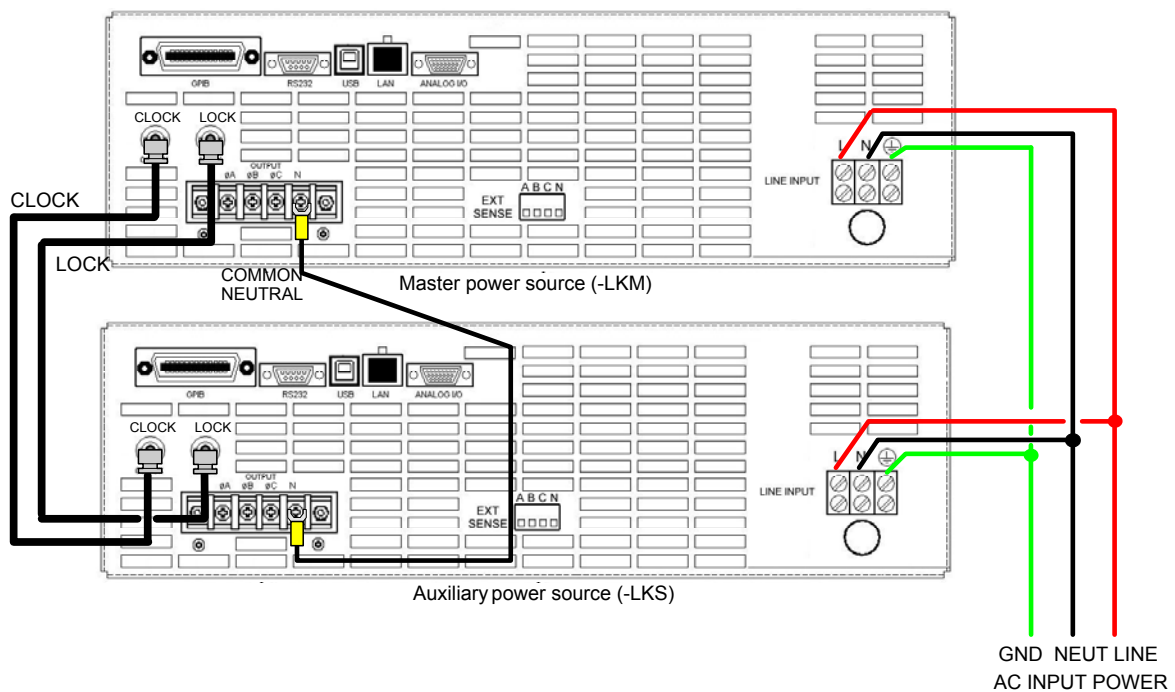 GPIB RS232 USB LAN ANALOG I/O
CLOCK LOCK
OUTPUT
øA øB øC N
EXT SENSE
A B C N
LINE INPUT
L N
CLOCK
LOCK
COMMON NEUTRAL
Master power source (-LKM)
GPIB RS232 USB LAN ANALOG I/O
CLOCK LOCK
OUTPUT
øA øB øC N
EXT SENSE
A B C N
LINE INPUT
L N
Auxiliary power source (-LKS)
GND NEUT LINE
AC INPUT POWER